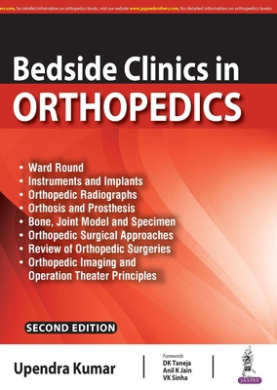 Bedside Clinics in
ORTHOPEDICS
• Ward Round
• Instruments and Implants
• Orthopedic Radiographs
• Orthosis and Prosthesis
• Bone, Joint Model and Specimen
• Orthopedic Surgical Approaches
• Review of Orthopedic Surgeries
• Orthopedic Imaging and
Operation Theater Principles
SECOND EDITION
Upendra Kumar
Forewords
DK Taneja
Anil K Jain
VK Sinha
JAYPEE